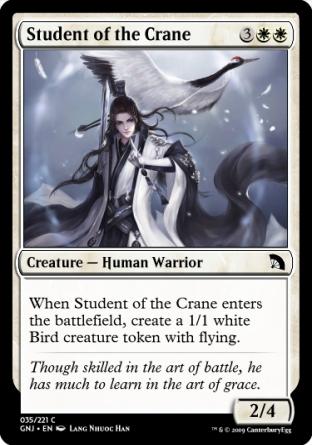 Student of the Crane 3
Creature — Human Warrior
When Student of the Crane enters
the battlefield, create a 1/1 white
Bird creature token with flying.
Though skilled in the art of battle, he
has much to learn in the art of grace.
2/4
035/221 C
GNJ • EN Lang Nhuoc Han
™ & © 2019 CanterburyEgg